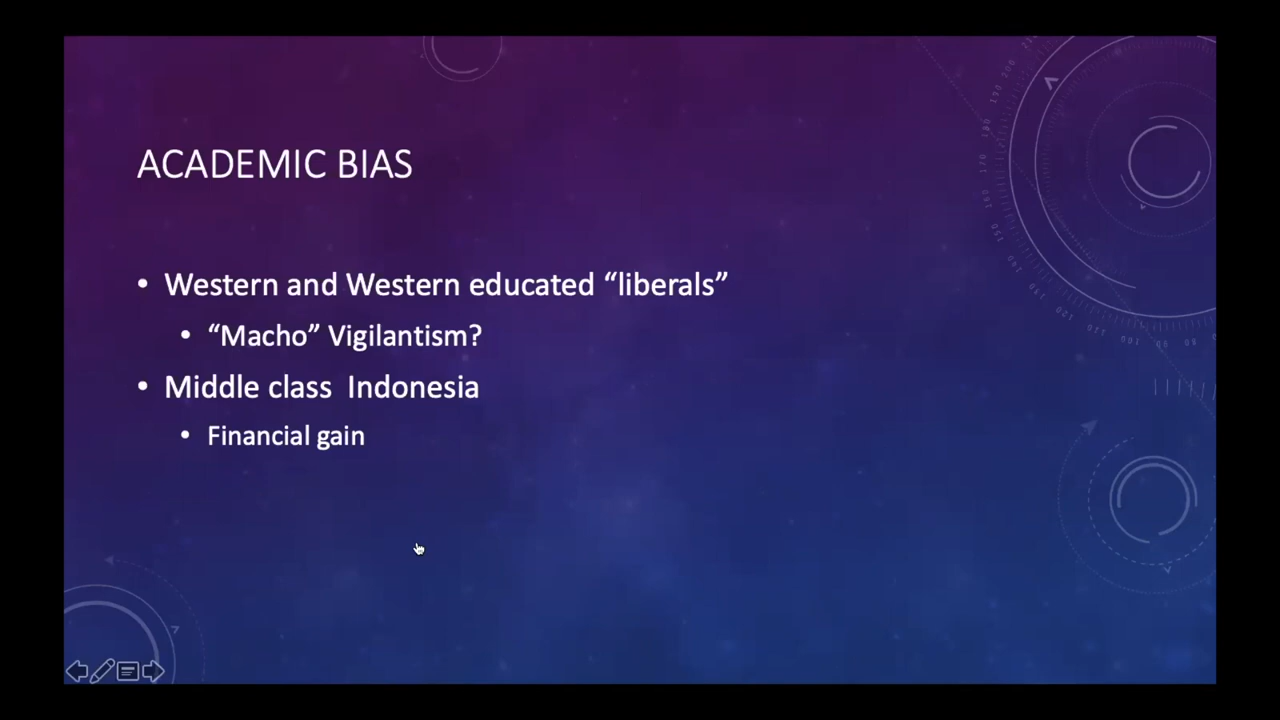 ACADEMIC BIAS
• Western and Western educated “liberals”
• “Macho” Vigilantism?
• Middle class  Indonesia
• Financial gain